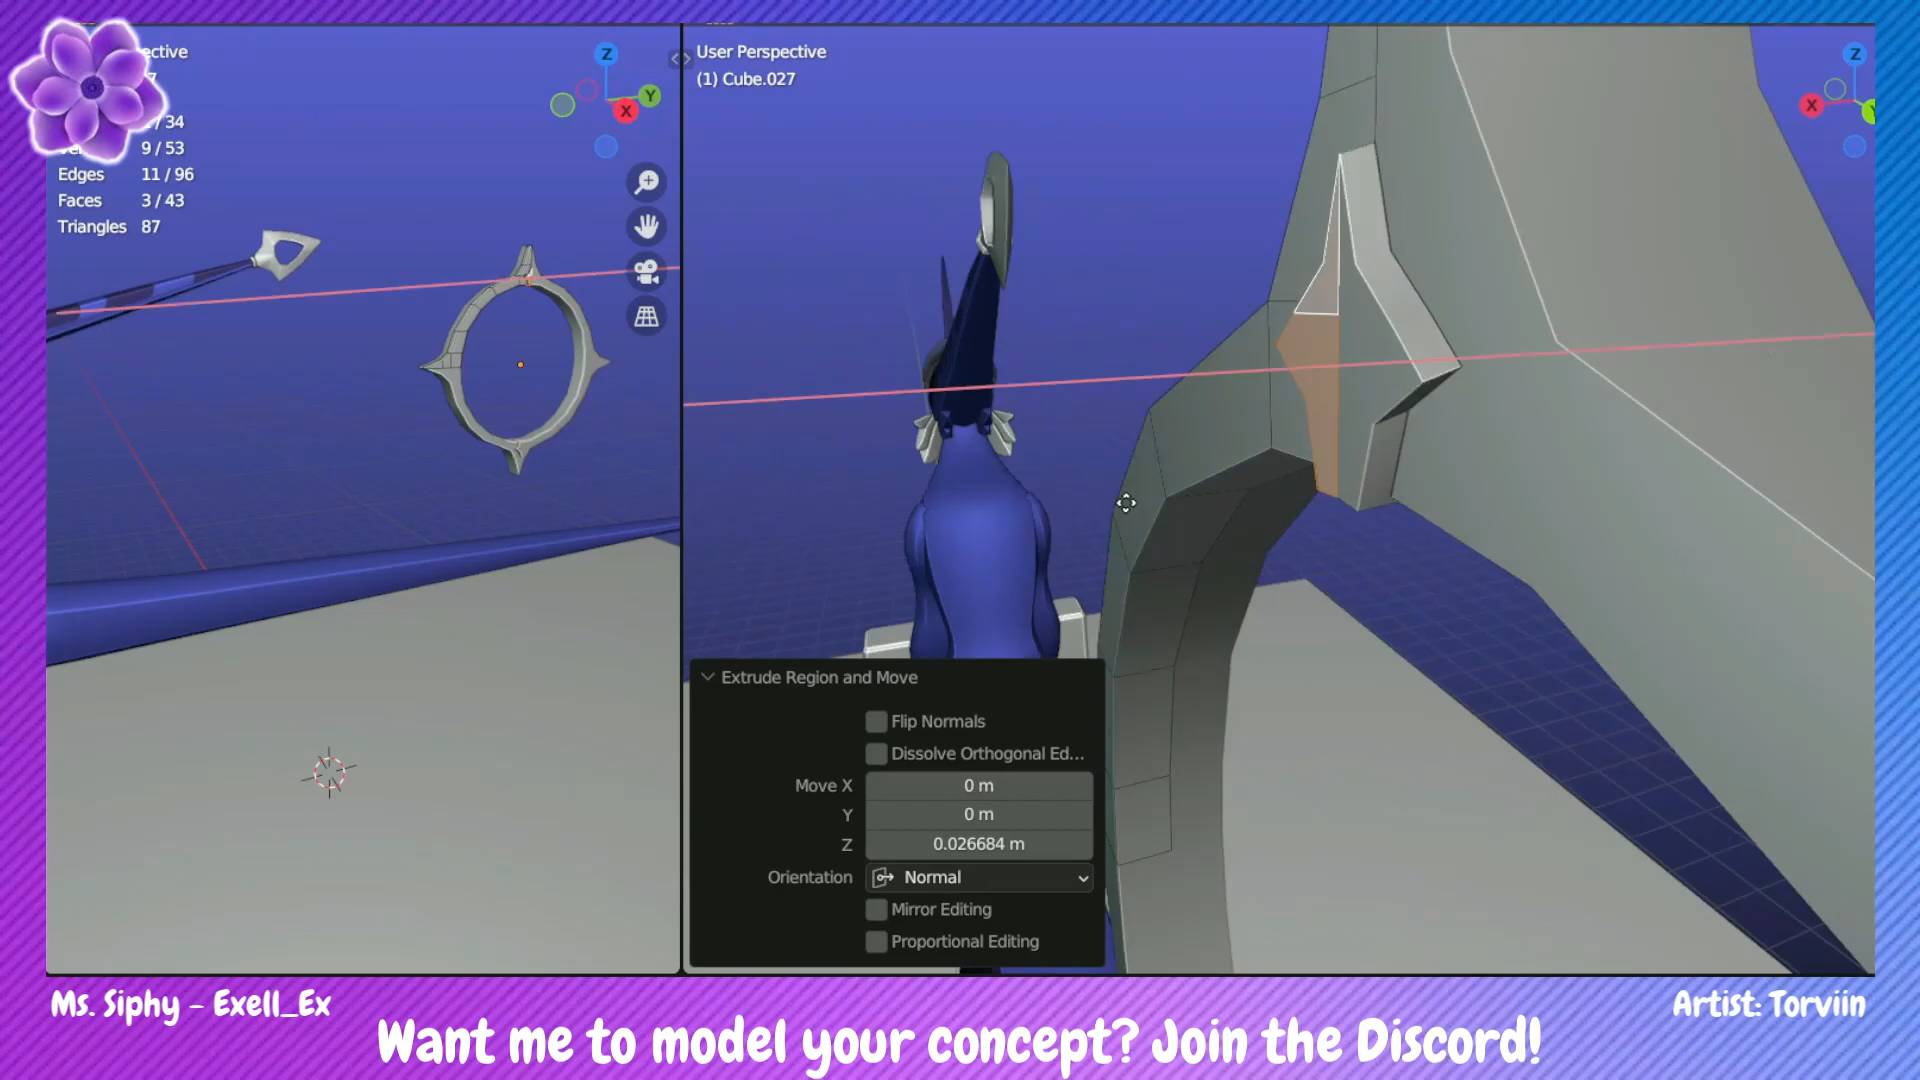 ective
7
/ 34
9 / 53
Edges 11 / 96
Faces 3 / 43
Triangles 87
Z
Y
X
User Perspective
(1) Cube.027
Z
X
Y
Extrude Region and Move
Flip Normals
Dissolve Orthogonal Ed...
Move X 0 m
Y 0 m
Z 0.026684 m
Orientation Normal
Mirror Editing
Proportional Editing
Ms. Siphy - Exell_Ex
Artist: Torviin
Want me to model your concept? Join the Discord!